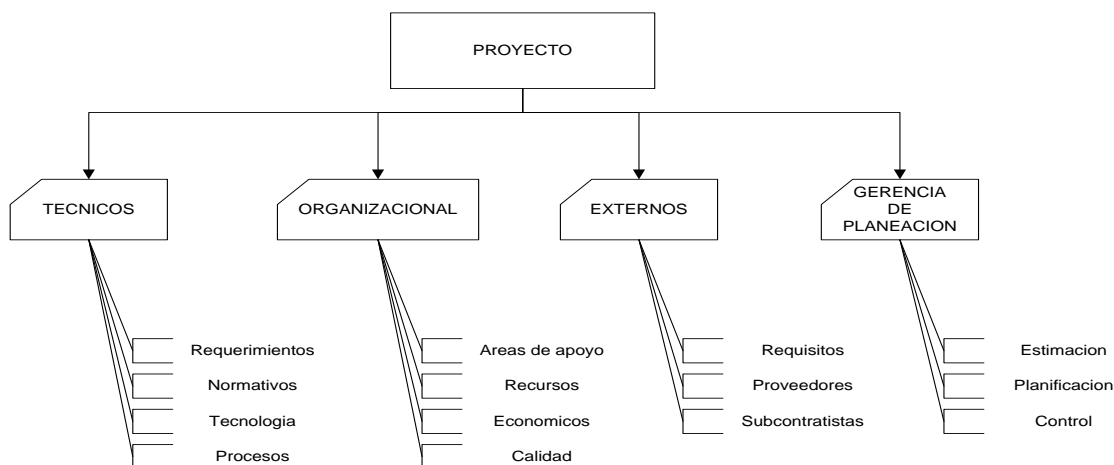 PROYECTO
TECNICOS
ORGANIZACIONAL
EXTERNOS
GERENCIA
DE
PLANEACION
Requerimientos
Normativos
Tecnologia
Procesos
Areas de apoyo
Recursos
Economicos
Calidad
Requisitos
Proveedores
Subcontratistas
Estimacion
Planificacion
Control